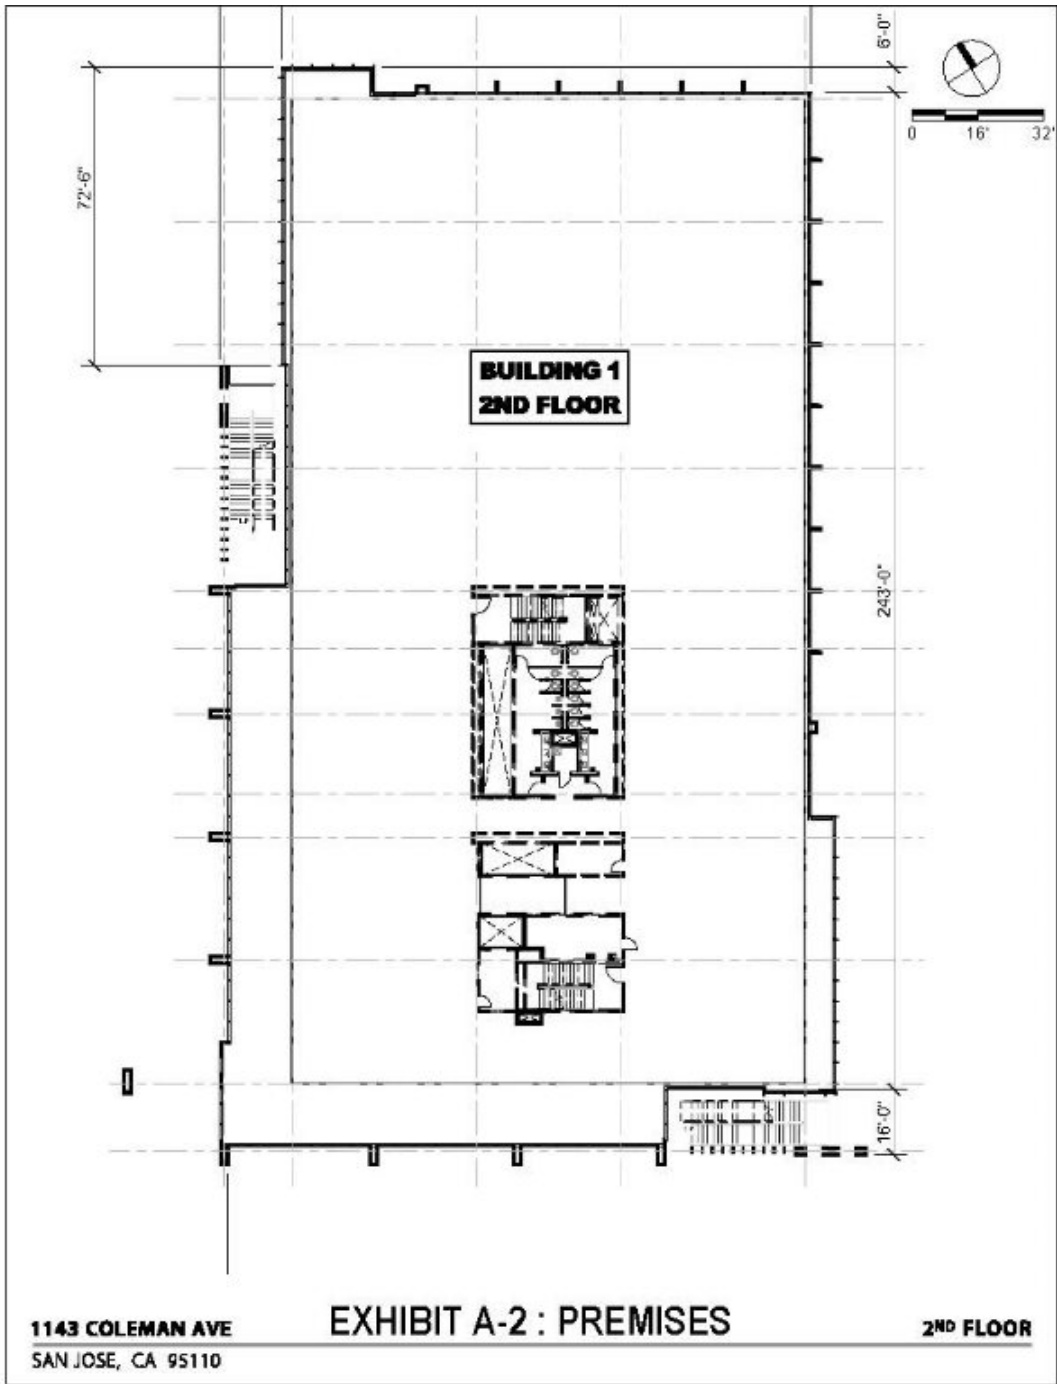 6'-0"
0 16' 32'
72'-6"
BUILDING 1
2ND FLOOR
243'-0"
16'-0"
1143 COLEMAN AVE
EXHIBIT A-2 : PREMISES
2ND FLOOR
SAN JOSE, CA 95110